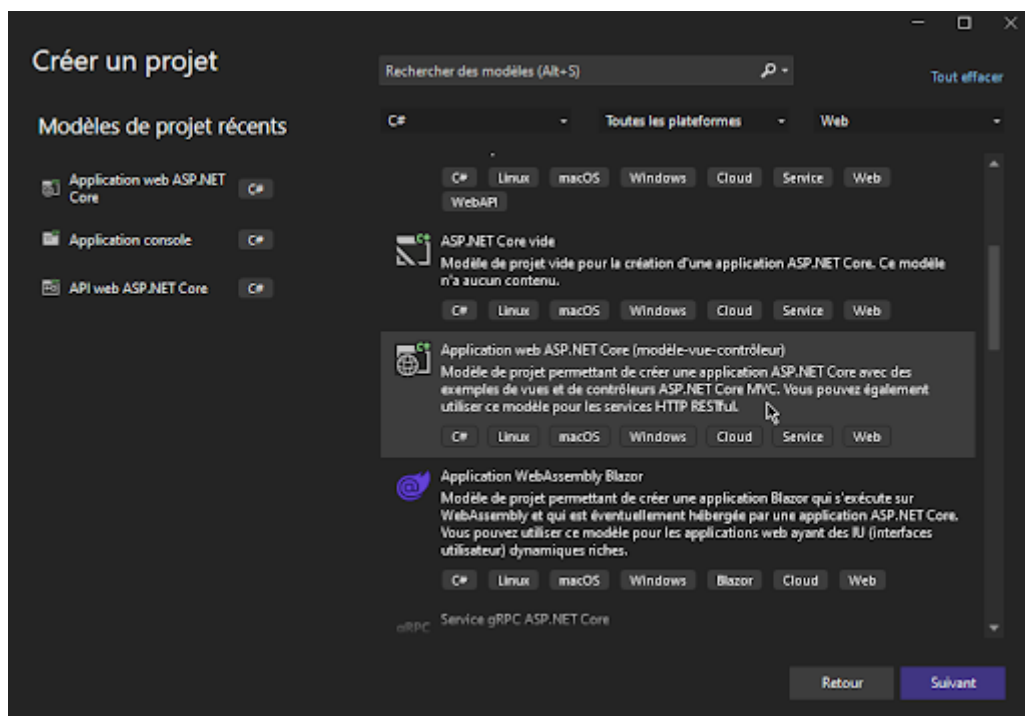 Créer un projet
Rechercher des modèles (Alt+S)
Tout effacer
Modèles de projet récents
C#
Toutes les plateformes
Web
Application web ASP.NET
Core
C#
Application console
C#
API web ASP.NET Core
C#
C# Linux macOS Windows Cloud Service Web
WebAPI
ASP.NET Core vide
Modèle de projet vide pour la création d'une application ASP.NET Core. Ce modèle
n'a aucun contenu.
C# Linux macOS Windows Cloud Service Web
Application web ASP.NET Core (modèle-vue-contrôleur)
Modèle de projet permettant de créer une application ASP.NET Core avec des
exemples de vues et de contrôleurs ASP.NET Core MVC. Vous pouvez également
utiliser ce modèle pour les services HTTP RESTful.
C# Linux macOS Windows Cloud Service Web
Application WebAssembly Blazor
Modèle de projet permettant de créer une application Blazor qui s'exécute sur
WebAssembly et qui est éventuellement hébergée par une application ASP.NET Core.
Vous pouvez utiliser ce modèle pour les applications web ayant des IU (interfaces
utilisateur) dynamiques riches.
C# Linux macOS Windows Blazor Cloud Web
gRPC
Service gRPC ASP.NET Core
Retour
Suivant